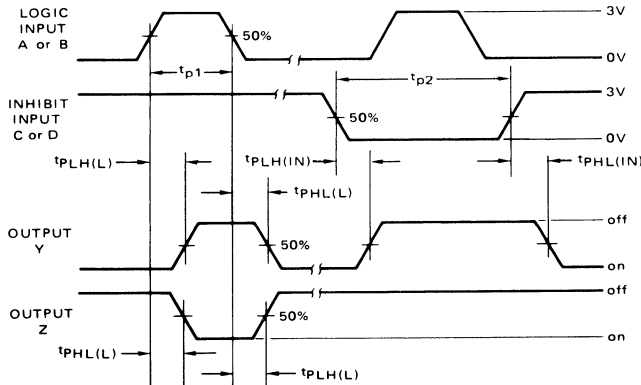 LOGIC
INPUT
A or B
3V
50%
tp1
tp2
0V
INHIBIT
INPUT
C or D
3V
50%
0V
tPLH(L)
tPLH(IN)
tPHL(IN)
tPHL(L)
OUTPUT
Y
off
50%
on
OUTPUT
Z
off
50%
on
tPHL(L)
tPLH(L)